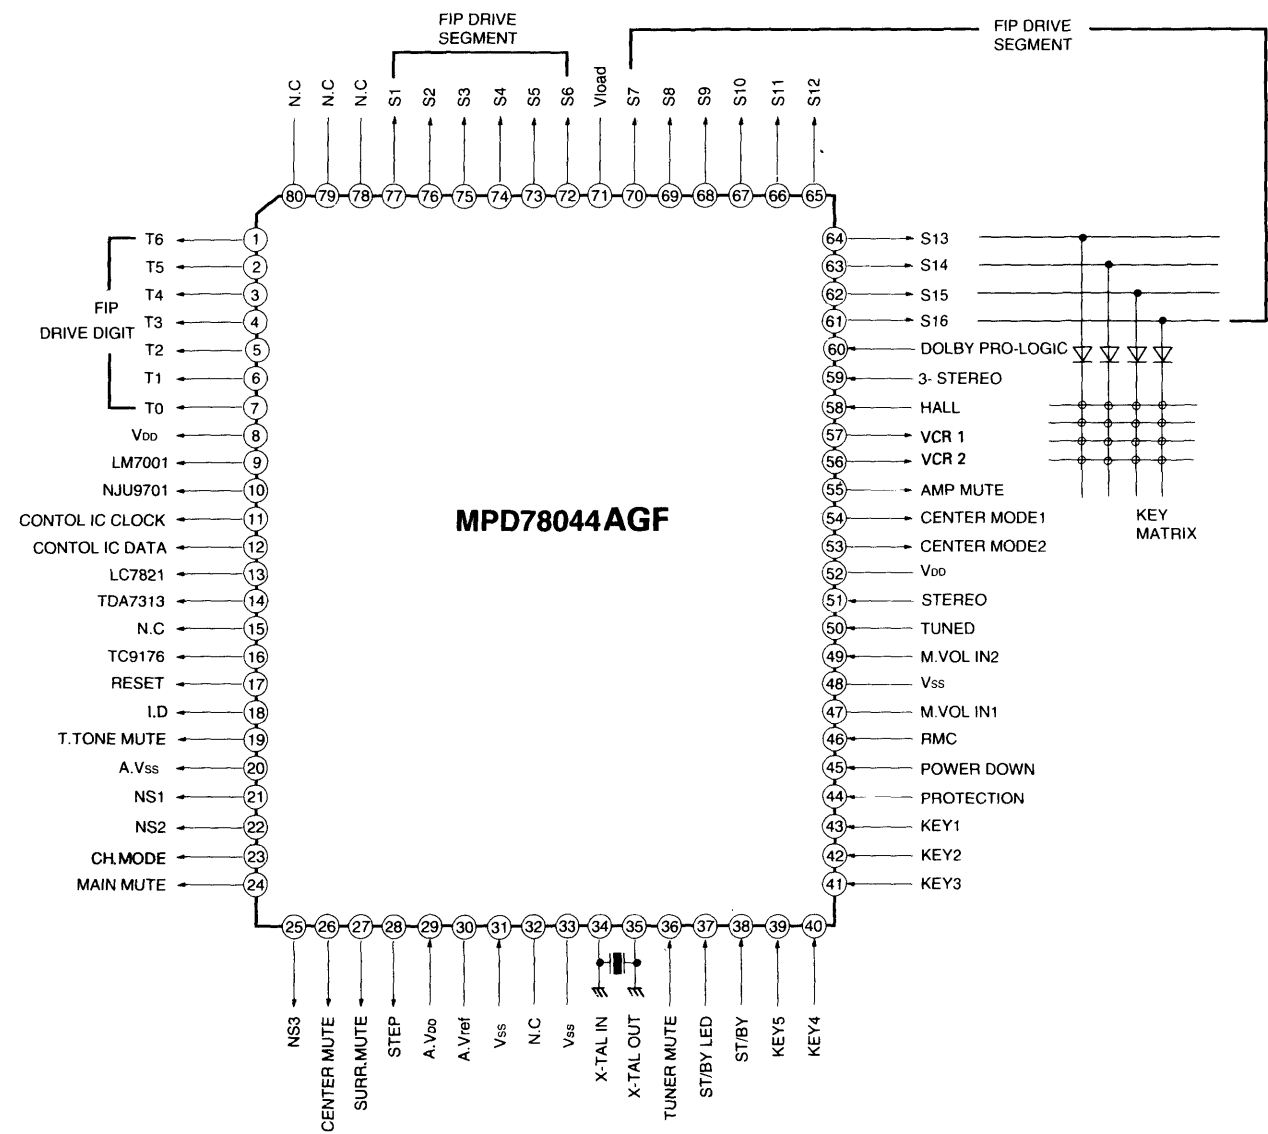 FIP DRIVE
SEGMENT
FIP DRIVE
SEGMENT
N.C N.C N.C S1 S2 S3 S4 S5 S6 Vload S7 S8 S9 S10 S11 S12
80 79 78 77 76 75 74 73 72 71 70 69 68 67 66 65
FIP
DRIVE DIGIT
T6 1
T5 2
T4 3
T3 4
T2 5
T1 6
T0 7
VDD 8
LM7001 9
NJU9701 10
CONTOL IC CLOCK 11
CONTOL IC DATA 12
LC7821 13
TDA7313 14
N.C 15
TC9176 16
RESET 17
I.D 18
T.TONE MUTE 19
A.Vss 20
NS1 21
NS2 22
CH.MODE 23
MAIN MUTE 24
MPD78044AGF
64 S13
63 S14
62 S15
61 S16
60 DOLBY PRO-LOGIC
59 3- STEREO
58 HALL
57 VCR 1
56 VCR 2
55 AMP MUTE
54 CENTER MODE1
53 CENTER MODE2
52 VDD
51 STEREO
50 TUNED
49 M.VOL IN2
48 Vss
47 M.VOL IN1
46 RMC
45 POWER DOWN
44 PROTECTION
43 KEY1
42 KEY2
41 KEY3
KEY
MATRIX
25 26 27 28 29 30 31 32 33 34 35 36 37 38 39 40
NS3 CENTER MUTE SURR.MUTE STEP A.VDD A.Vref Vss N.C Vss X-TAL IN X-TAL OUT TUNER MUTE ST/BY LED ST/BY KEY5 KEY4